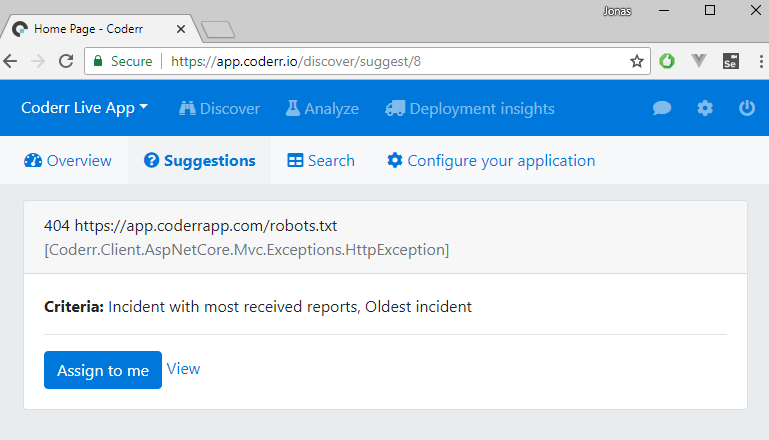 Jonas
Home Page - Coderr
Secure https://app.coderr.io/discover/suggest/8
Se
Coderr Live App Discover Analyze Deployment insights
Overview Suggestions Search Configure your application
404 https://app.coderrapp.com/robots.txt
[Coderr.Client.AspNetCore.Mvc.Exceptions.HttpException]
Criteria: Incident with most received reports, Oldest incident
Assign to me View